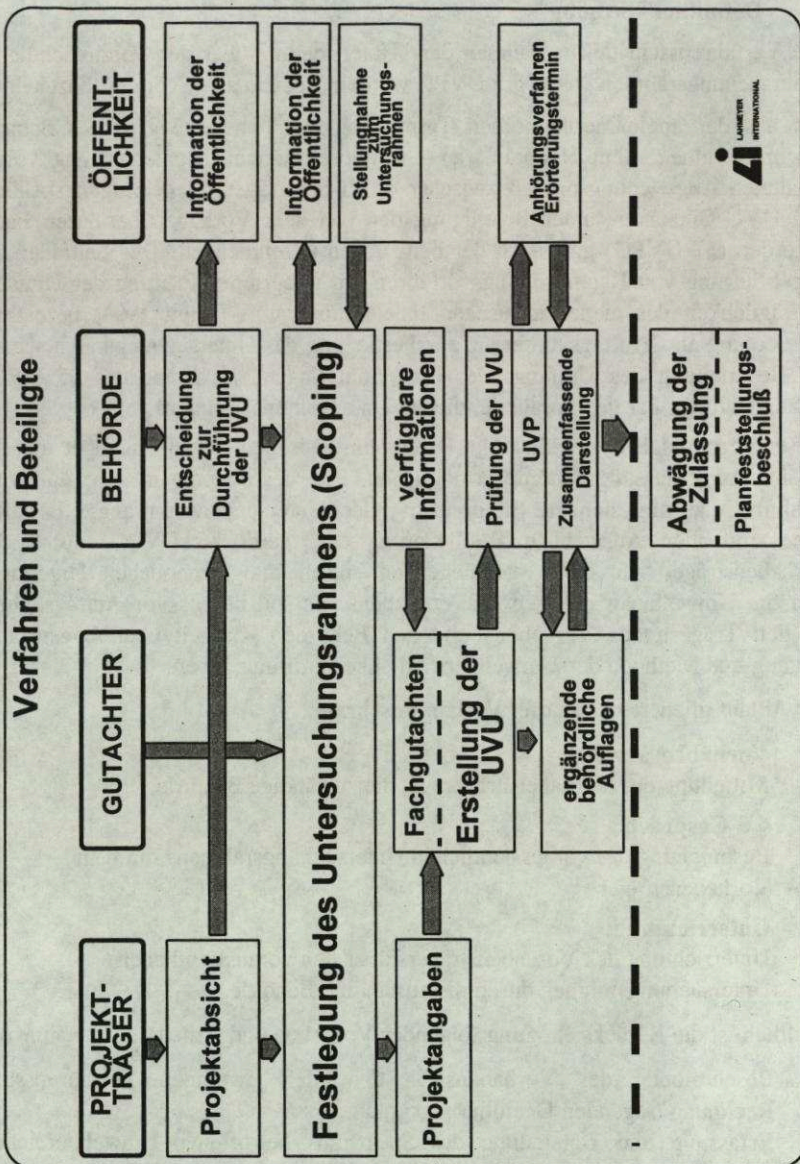 Verfahren und Beteiligte
PROJEKT-
TRÄGER
GUTACHTER
BEHÖRDE
ÖFFENT-
LICHKEIT
Projektabsicht
Entscheidung
zur
Durchführung
der UVU
Information der
Öffentlichkeit
Festlegung des Untersuchungsrahmens (Scoping)
Information der
Öffentlichkeit
Stellungnahme
zum
Untersuchungs-
rahmen
Projektangaben
Fachgutachten
Erstellung der
UVU
verfügbare
Informationen
ergänzende
behördliche
Auflagen
Prüfung der UVU
UVP
Zusammenfassende
Darstellung
Anhörungsverfahren
Erörterungstermin
Abwägung der
Zulassung
Planfeststellungs-
beschluß
LAHMEYER
INTERNATIONAL